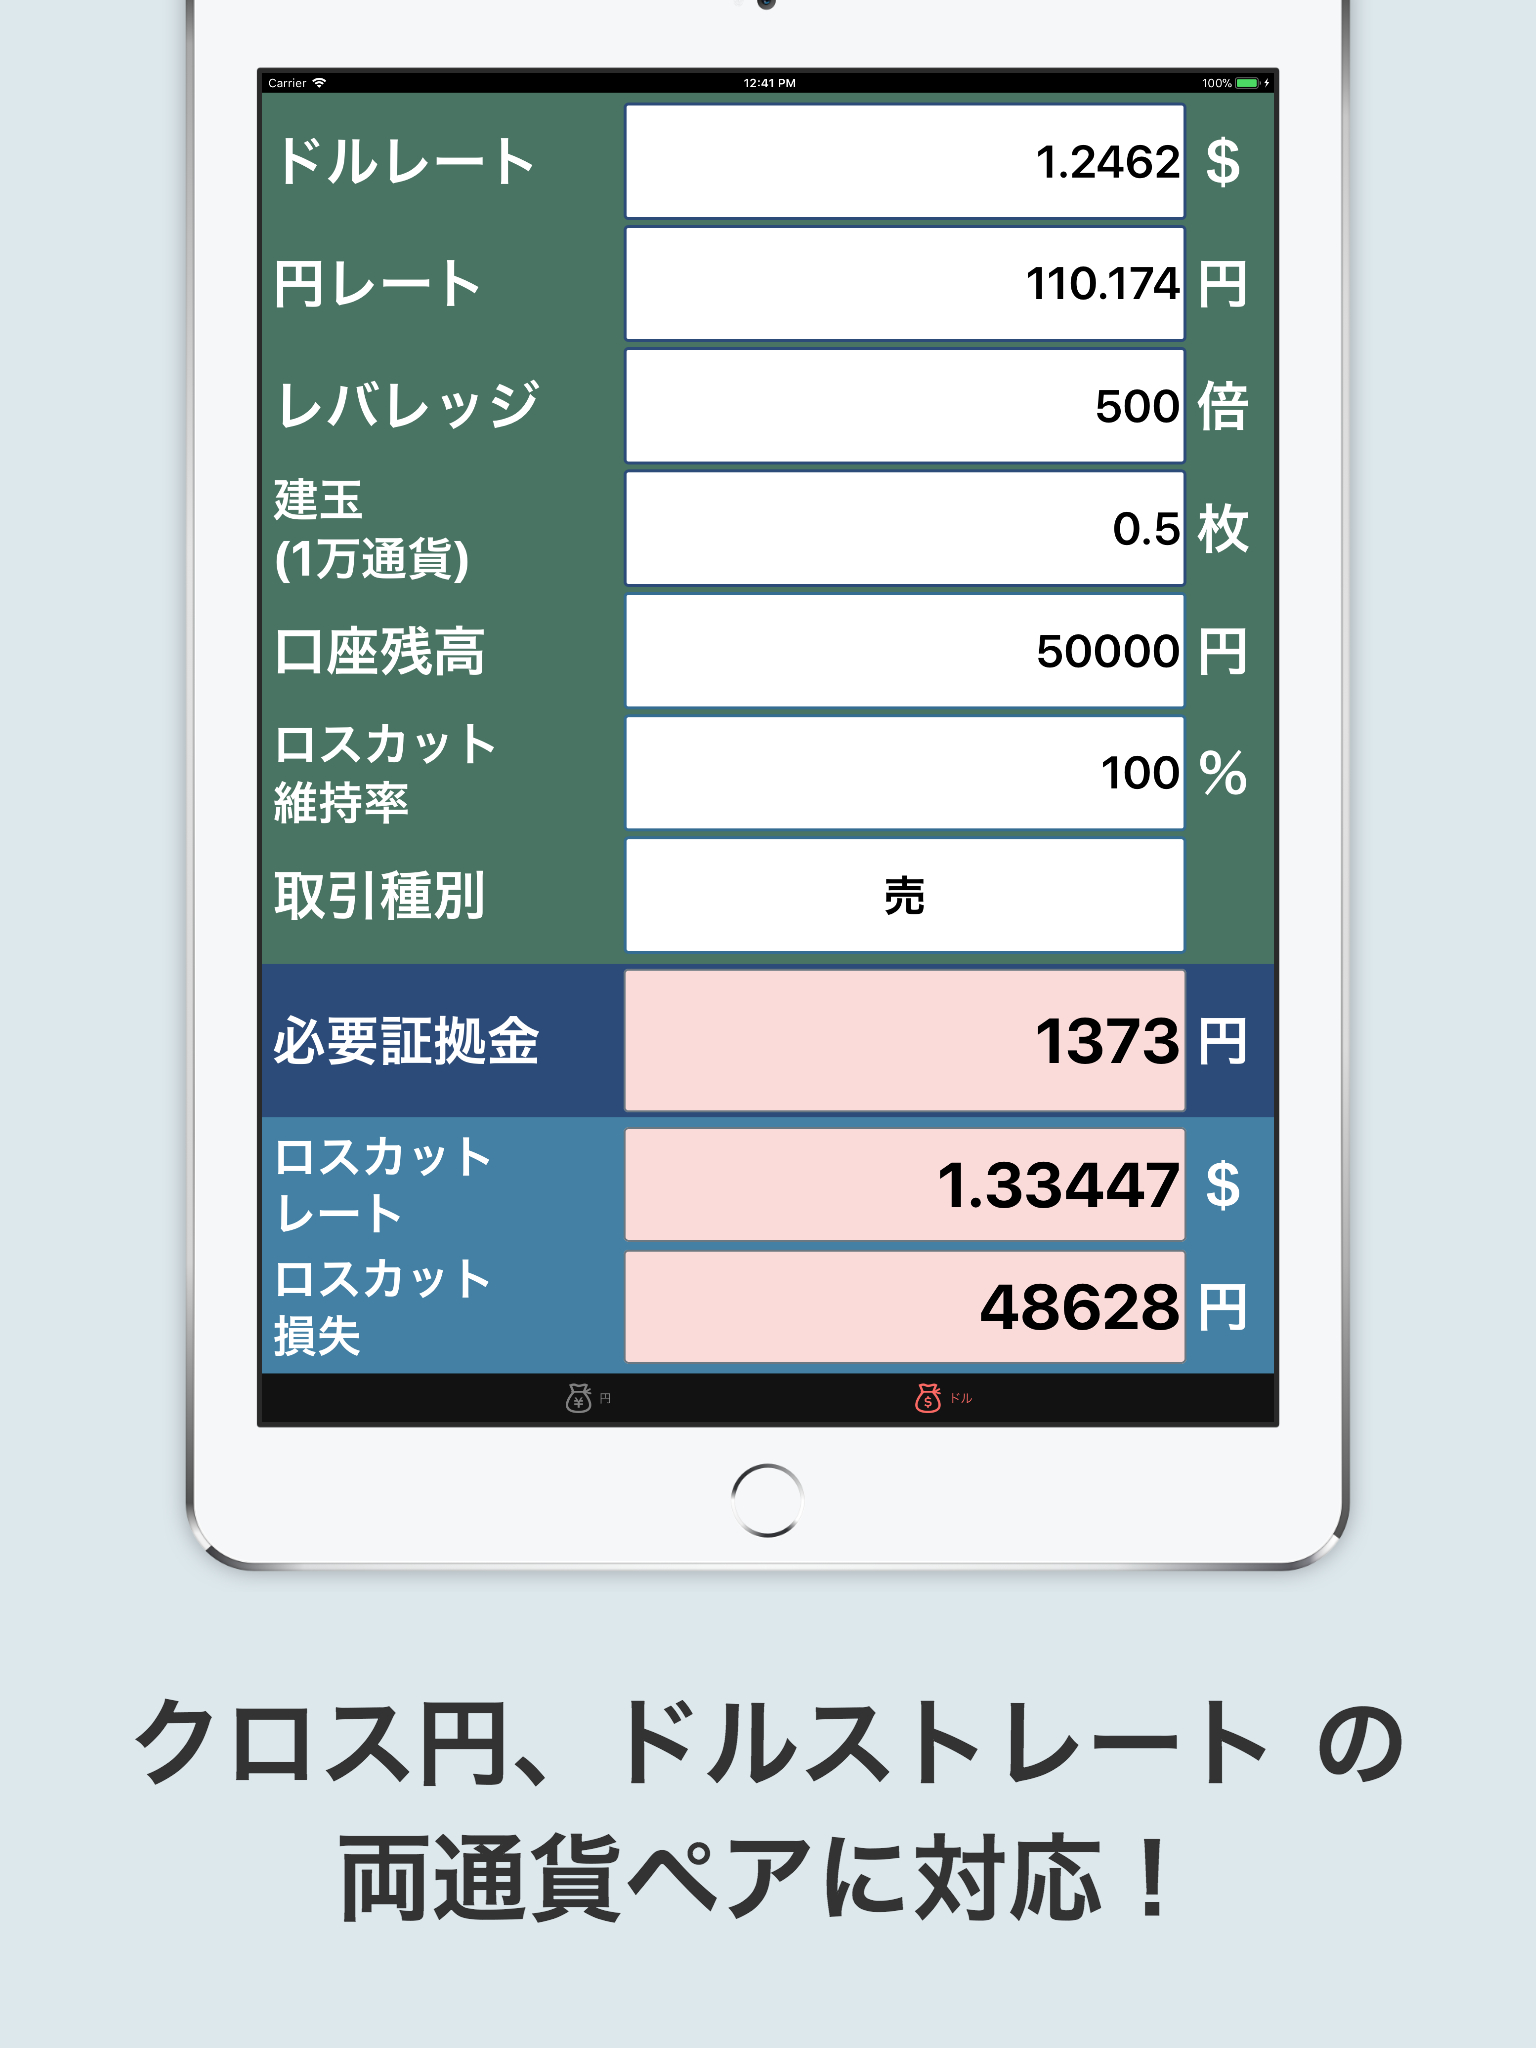 Carrier 12:41 PM 100%
ドルレート 1.2462 $
円レート 110.174 円
レバレッジ 500 倍
建玉
(1万通貨) 0.5 枚
口座残高 50000 円
ロスカット
維持率 100 %
取引種別 売
必要証拠金 1373 円
ロスカット
レート 1.33447 $
ロスカット
損失 48628 円
¥ 円 $ ドル
クロス円、ドルストレート の
両通貨ペアに対応！